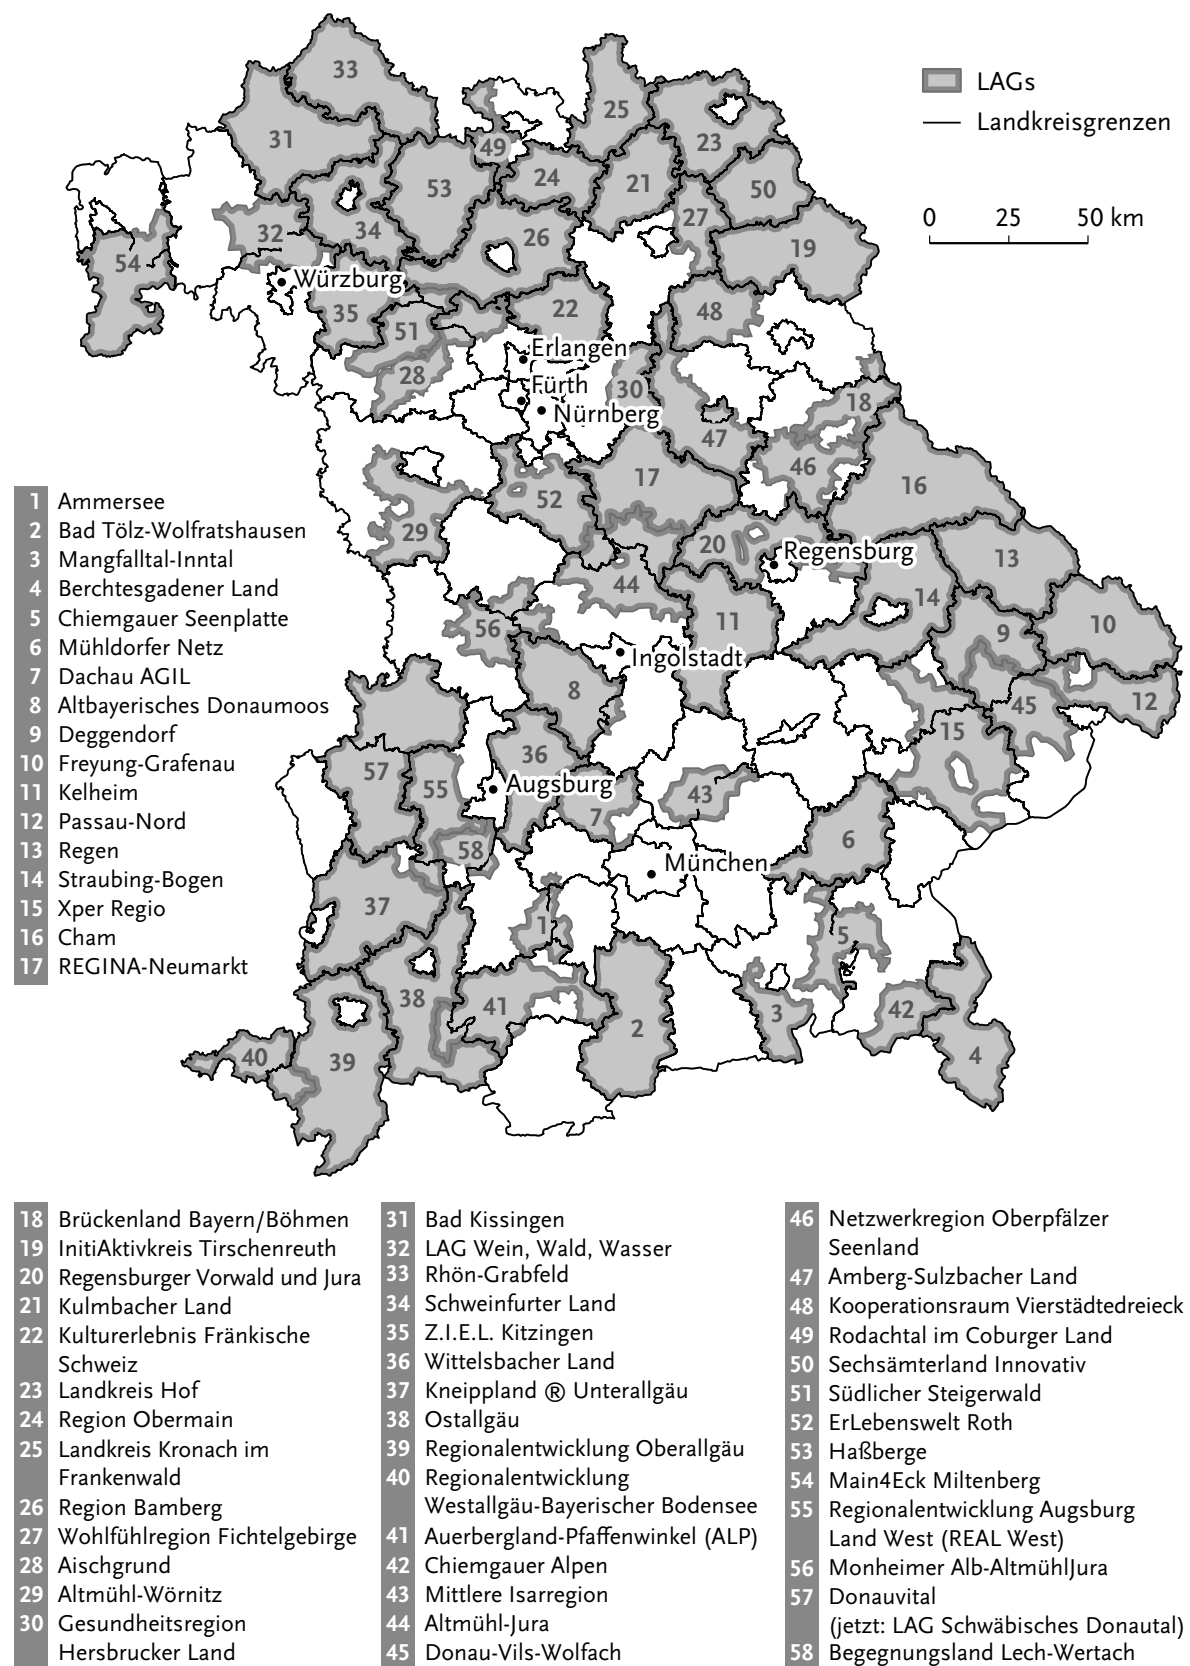 LAGs
Landkreisgrenzen
0 25 50 km
33
25
31
23
49
53
24
21
50
27
32
34
26
19
54
Würzburg
35
51
22
48
Erlangen
28
Fürth
30
18
Nürnberg
47
46
17
16
52
29
20
Regensburg
13
44
14
11
10
56
9
Ingolstadt
8
12
45
15
36
57
55
Augsburg
43
7
6
58
München
37
1
5
38
41
3
42
2
40
39
4
1 Ammersee
2 Bad Tölz-Wolfratshausen
3 Mangfalltal-Inntal
4 Berchtesgadener Land
5 Chiemgauer Seenplatte
6 Mühldorfer Netz
7 Dachau AGIL
8 Altbayerisches Donaumoos
9 Deggendorf
10 Freyung-Grafenau
11 Kelheim
12 Passau-Nord
13 Regen
14 Straubing-Bogen
15 Xper Regio
16 Cham
17 REGINA-Neumarkt
18 Brückenland Bayern/Böhmen
19 InitiAktivkreis Tirschenreuth
20 Regensburger Vorwald und Jura
21 Kulmbacher Land
22 Kulturerlebnis Fränkische
Schweiz
23 Landkreis Hof
24 Region Obermain
25 Landkreis Kronach im
Frankenwald
26 Region Bamberg
27 Wohlfühlregion Fichtelgebirge
28 Aischgrund
29 Altmühl-Wörnitz
30 Gesundheitsregion
Hersbrucker Land
31 Bad Kissingen
32 LAG Wein, Wald, Wasser
33 Rhön-Grabfeld
34 Schweinfurter Land
35 Z.I.E.L. Kitzingen
36 Wittelsbacher Land
37 Kneippland ® Unterallgäu
38 Ostallgäu
39 Regionalentwicklung Oberallgäu
40 Regionalentwicklung
Westallgäu-Bayerischer Bodensee
41 Auerbergland-Pfaffenwinkel (ALP)
42 Chiemgauer Alpen
43 Mittlere Isarregion
44 Altmühl-Jura
45 Donau-Vils-Wolfach
46 Netzwerkregion Oberpfälzer
Seenland
47 Amberg-Sulzbacher Land
48 Kooperationsraum Vierstädtedreieck
49 Rodachtal im Coburger Land
50 Sechsämterland Innovativ
51 Südlicher Steigerwald
52 ErLebenswelt Roth
53 Haßberge
54 Main4Eck Miltenberg
55 Regionalentwicklung Augsburg
Land West (REAL West)
56 Monheimer Alb-AltmühlJura
57 Donauvital
(jetzt: LAG Schwäbisches Donautal)
58 Begegnungsland Lech-Wertach